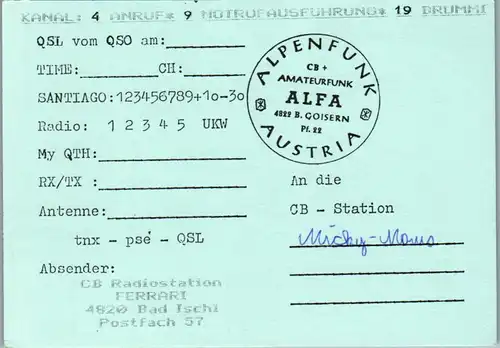 KANAL: 4 ANRUF* 9 NOTRUFAUSFÜHRUNG* 19 BRUMMI
QSL vom QSO am:
TIME: CH:
SANTIAGO:123456789+10-30
Radio: 1 2 3 4 5 UKW
My QTH:
RX/TX :
Antenne:
tnx - psé - QSL
Absender:
CB Radiostation
FERRARI
4820 Bad Ischl
Postfach 57
ALPENFUNK
CB +
AMATEURFUNK
ALFA
4822 B. GOISERN
Pf. 22
AUSTRIA
An die
CB - Station
Micky-Maus